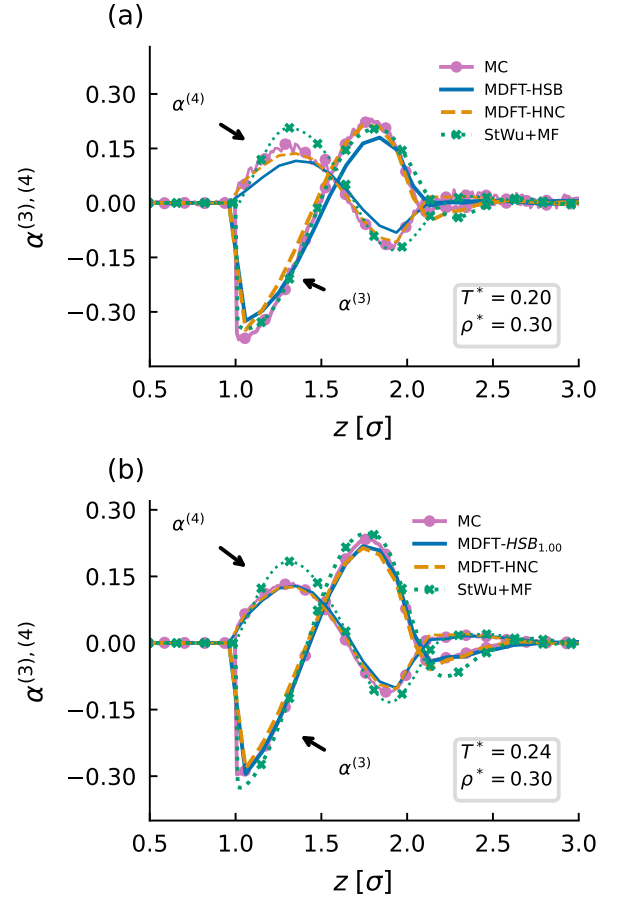 (a)
MC
MDFT-HSB
MDFT-HNC
StWu+MF
α⁽⁴⁾
α⁽³⁾
T* = 0.20
ρ* = 0.30
α⁽³⁾,⁽⁴⁾
0.30
0.15
0.00
−0.15
−0.30
0.5 1.0 1.5 2.0 2.5 3.0
z [σ]
(b)
MC
MDFT-HSB₁.₀₀
MDFT-HNC
StWu+MF
α⁽⁴⁾
α⁽³⁾
T* = 0.24
ρ* = 0.30
α⁽³⁾,⁽⁴⁾
0.30
0.15
0.00
−0.15
−0.30
0.5 1.0 1.5 2.0 2.5 3.0
z [σ]